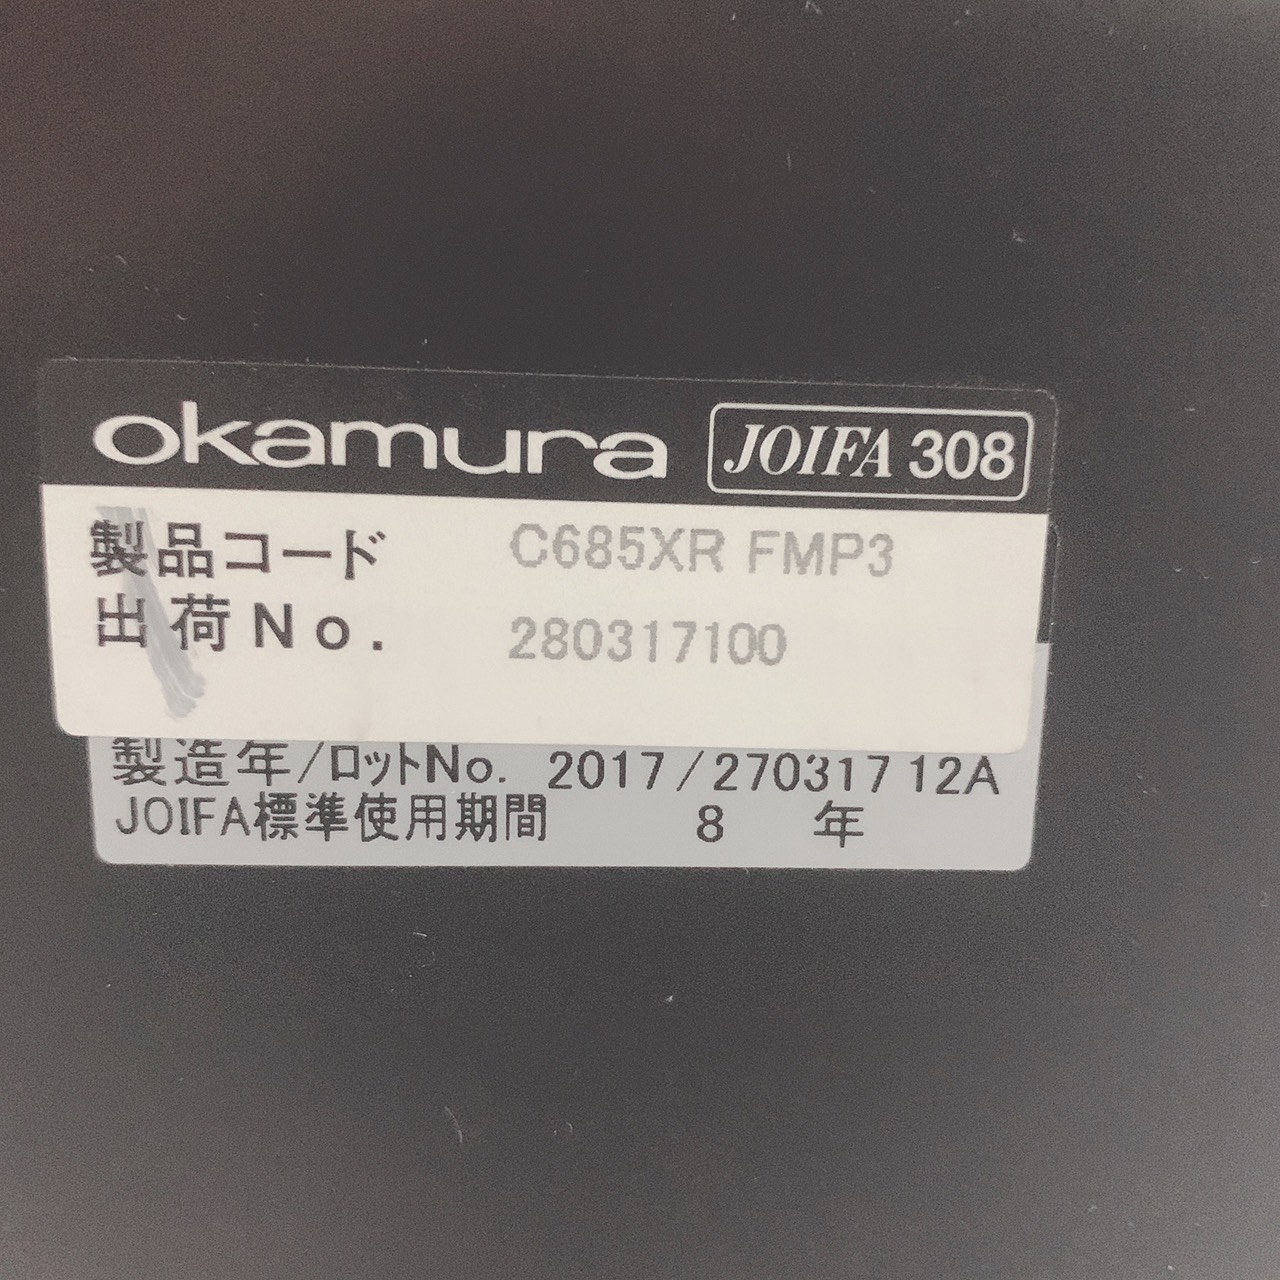 okamura JOIFA 308
製品コード C685XR FMP3
出荷No. 280317100
製造年/ロットNo. 2017/270317 12A
JOIFA標準使用期間 8 年